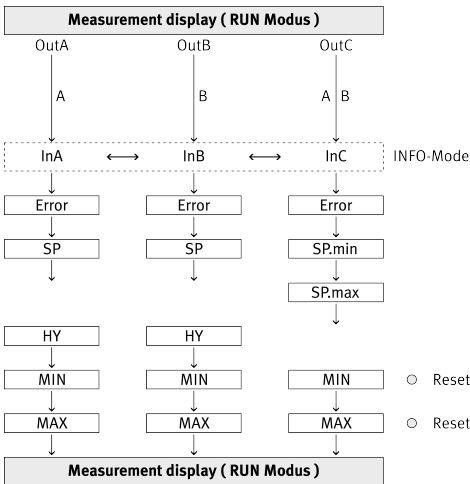 Measurement display ( RUN Modus )
OutA OutB OutC
A B A B
InA InB InC INFO-Mode
Error Error Error
SP SP SP.min
SP.max
HY HY
MIN MIN MIN Reset
MAX MAX MAX Reset
Measurement display ( RUN Modus )